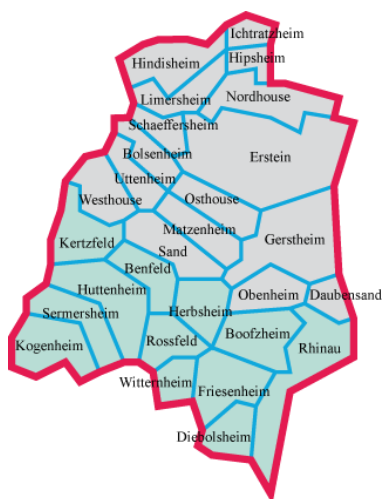 Ichtratzheim
Hipsheim
Hindisheim
Limersheim
Nordhouse
Schaeffersheim
Bolsenheim
Erstein
Uttenheim
Westhouse
Osthouse
Matzenheim
Kertzfeld
Gerstheim
Sand
Benfeld
Huttenheim
Obenheim
Daubensand
Sermersheim
Herbsheim
Kogenheim
Rossfeld
Boofzheim
Rhinau
Witternheim
Friesenheim
Diebolsheim